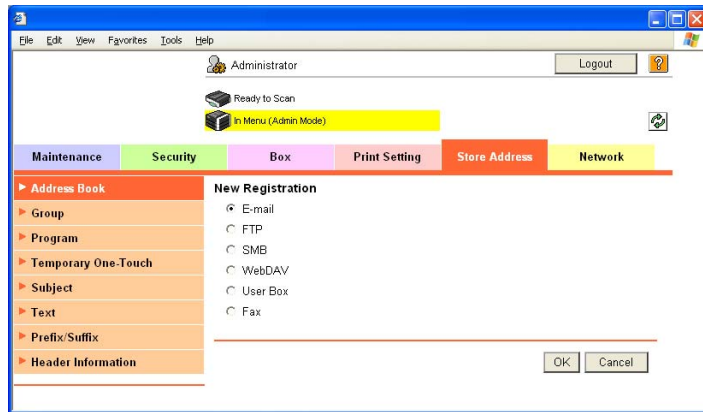 File Edit View Favorites Tools Help
Administrator Logout ?
Ready to Scan
In Menu (Admin Mode)
Maintenance Security Box Print Setting Store Address Network
Address Book
Group
Program
Temporary One-Touch
Subject
Text
Prefix/Suffix
Header Information
New Registration
E-mail
FTP
SMB
WebDAV
User Box
Fax
OK Cancel